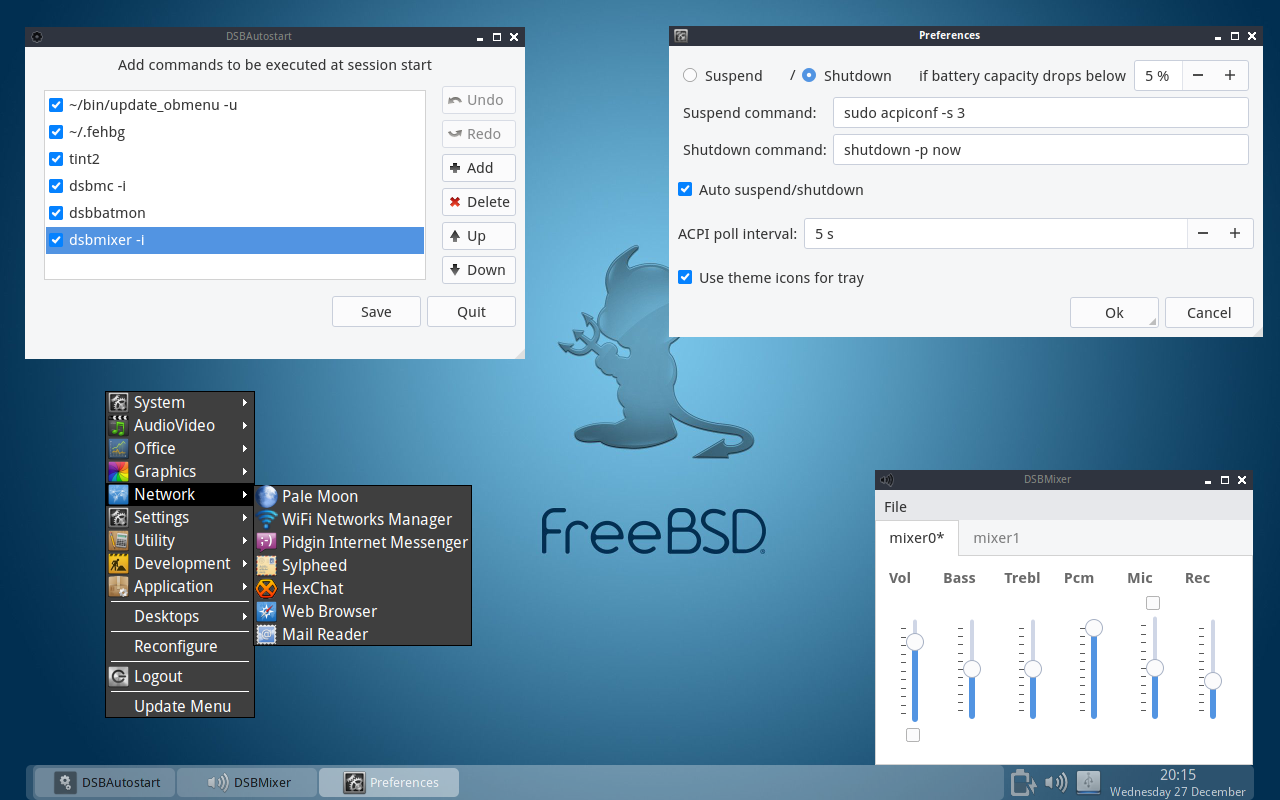 DSBAutostart
Add commands to be executed at session start
~/bin/update_obmenu -u
~/.fehbg
tint2
dsbmc -i
dsbbatmon
dsbmixer -i
Undo
Redo
Add
Delete
Up
Down
Save Quit
Preferences
Suspend / Shutdown if battery capacity drops below 5 %
Suspend command: sudo acpiconf -s 3
Shutdown command: shutdown -p now
Auto suspend/shutdown
ACPI poll interval: 5 s
Use theme icons for tray
Ok Cancel
System
AudioVideo
Office
Graphics
Network
Settings
Utility
Development
Application
Desktops
Reconfigure
Logout
Update Menu
Pale Moon
WiFi Networks Manager
Pidgin Internet Messenger
Sylpheed
HexChat
Web Browser
Mail Reader
FreeBSD
DSBMixer
File
mixer0* mixer1
Vol Bass Trebl Pcm Mic Rec
DSBAutostart DSBMixer Preferences
20:15
Wednesday 27 December